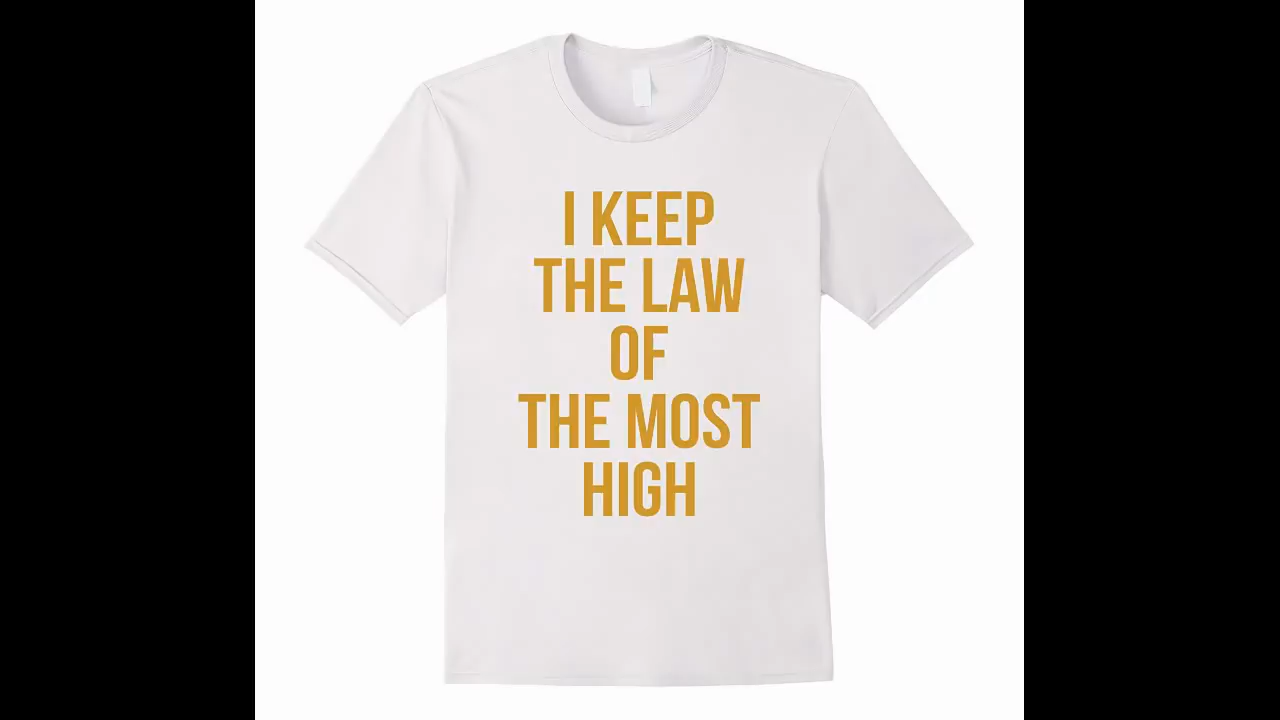 I KEEP
THE LAW
OF
THE MOST
HIGH